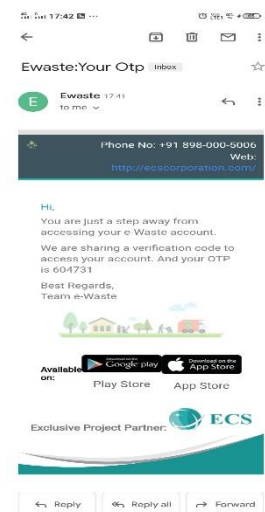 17:42
Ewaste:Your Otp Inbox
E
Ewaste 17:41
to me
Phone No: +91 898-000-5006
Web:
http://ecscorporation.com/
Hi,
You are just a step away from
accessing your e-Waste account.
We are sharing a verification code to
access your account. And your OTP
is 604731
Best Regards,
Team e-Waste
Available
on:
Download on the
Google play
Download on the
App Store
Play Store
App Store
Exclusive Project Partner:
ECS
Reply
Reply all
Forward